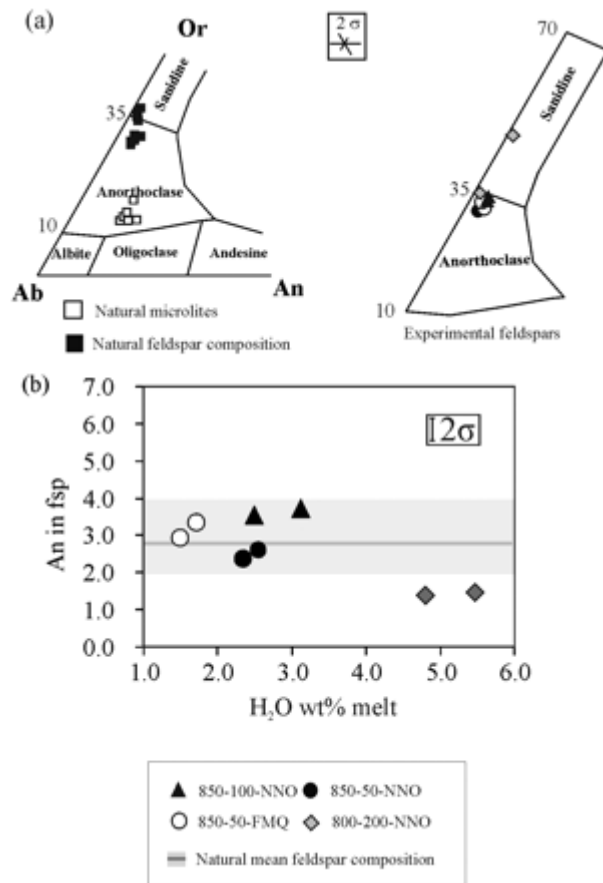 (a)
Or
2 σ
70
Sanidine
35
Anorthoclase
10
Albite
Oligoclase
Andesine
Ab
An
Natural microlites
Natural feldspar composition
Sanidine
35
Anorthoclase
10
Experimental feldspars
(b)
7.0
6.0
5.0
4.0
3.0
2.0
1.0
0.0
An in fsp
2σ
1.0 2.0 3.0 4.0 5.0 6.0
H₂O wt% melt
850-100-NNO 850-50-NNO
850-50-FMQ 800-200-NNO
Natural mean feldspar composition